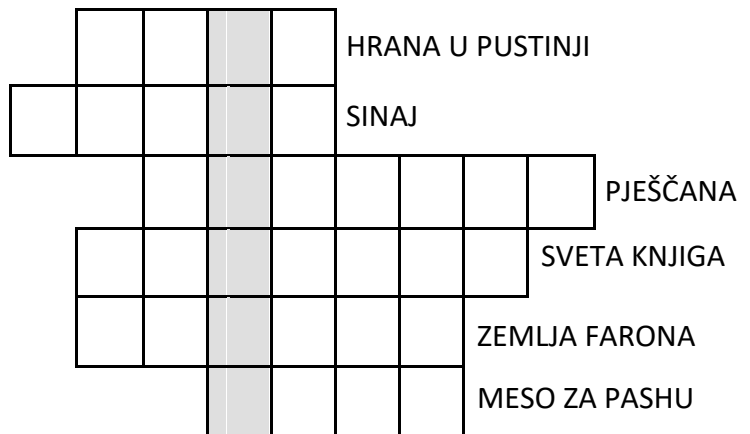 HRANA U PUSTINJI
SINAJ
PJEŠČANA
SVETA KNJIGA
ZEMLJA FARONA
MESO ZA PASHU